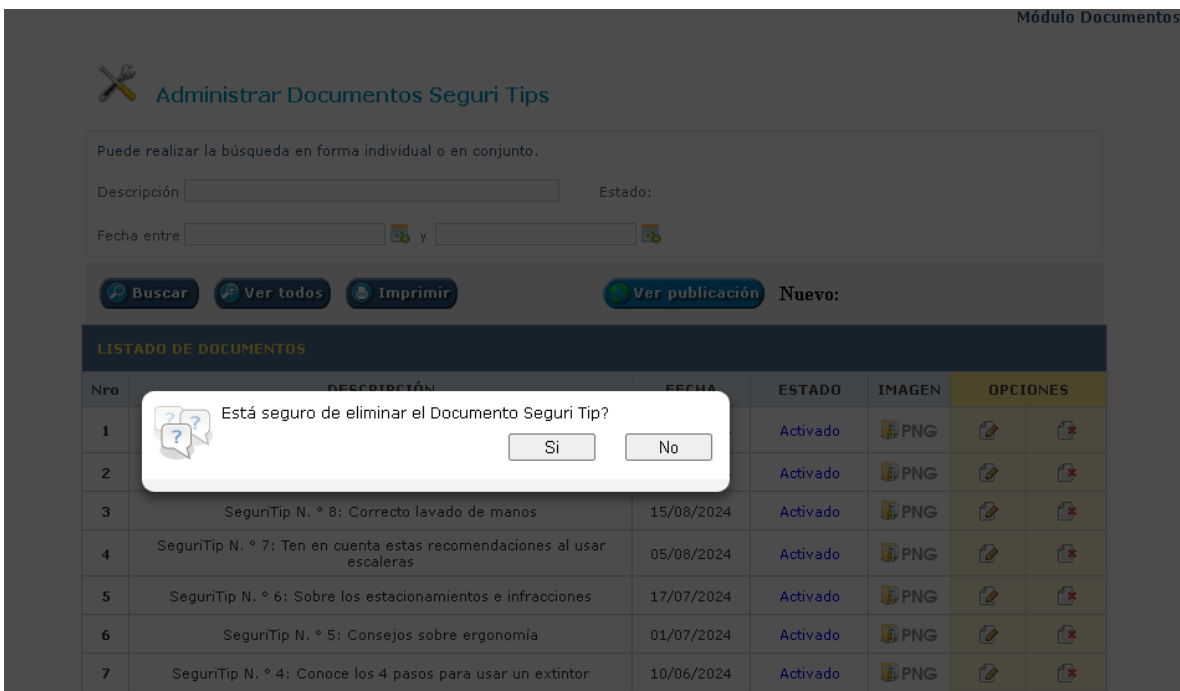 Módulo Documentos
Administrar Documentos Seguri Tips
Puede realizar la búsqueda en forma individual o en conjunto.
Descripción Estado:
Fecha entre y
Buscar Ver todos Imprimir Ver publicación Nuevo:
LISTADO DE DOCUMENTOS
Nro DESCRIPCIÓN FECHA ESTADO IMAGEN OPCIONES
Está seguro de eliminar el Documento Seguri Tip?
Si No
1 Activado PNG
2 Activado PNG
3 SeguriTip N. º 8: Correcto lavado de manos 15/08/2024 Activado PNG
4 SeguriTip N. º 7: Ten en cuenta estas recomendaciones al usar
escaleras 05/08/2024 Activado PNG
5 SeguriTip N. º 6: Sobre los estacionamientos e infracciones 17/07/2024 Activado PNG
6 SeguriTip N. º 5: Consejos sobre ergonomía 01/07/2024 Activado PNG
7 SeguriTip N. º 4: Conoce los 4 pasos para usar un extintor 10/06/2024 Activado PNG